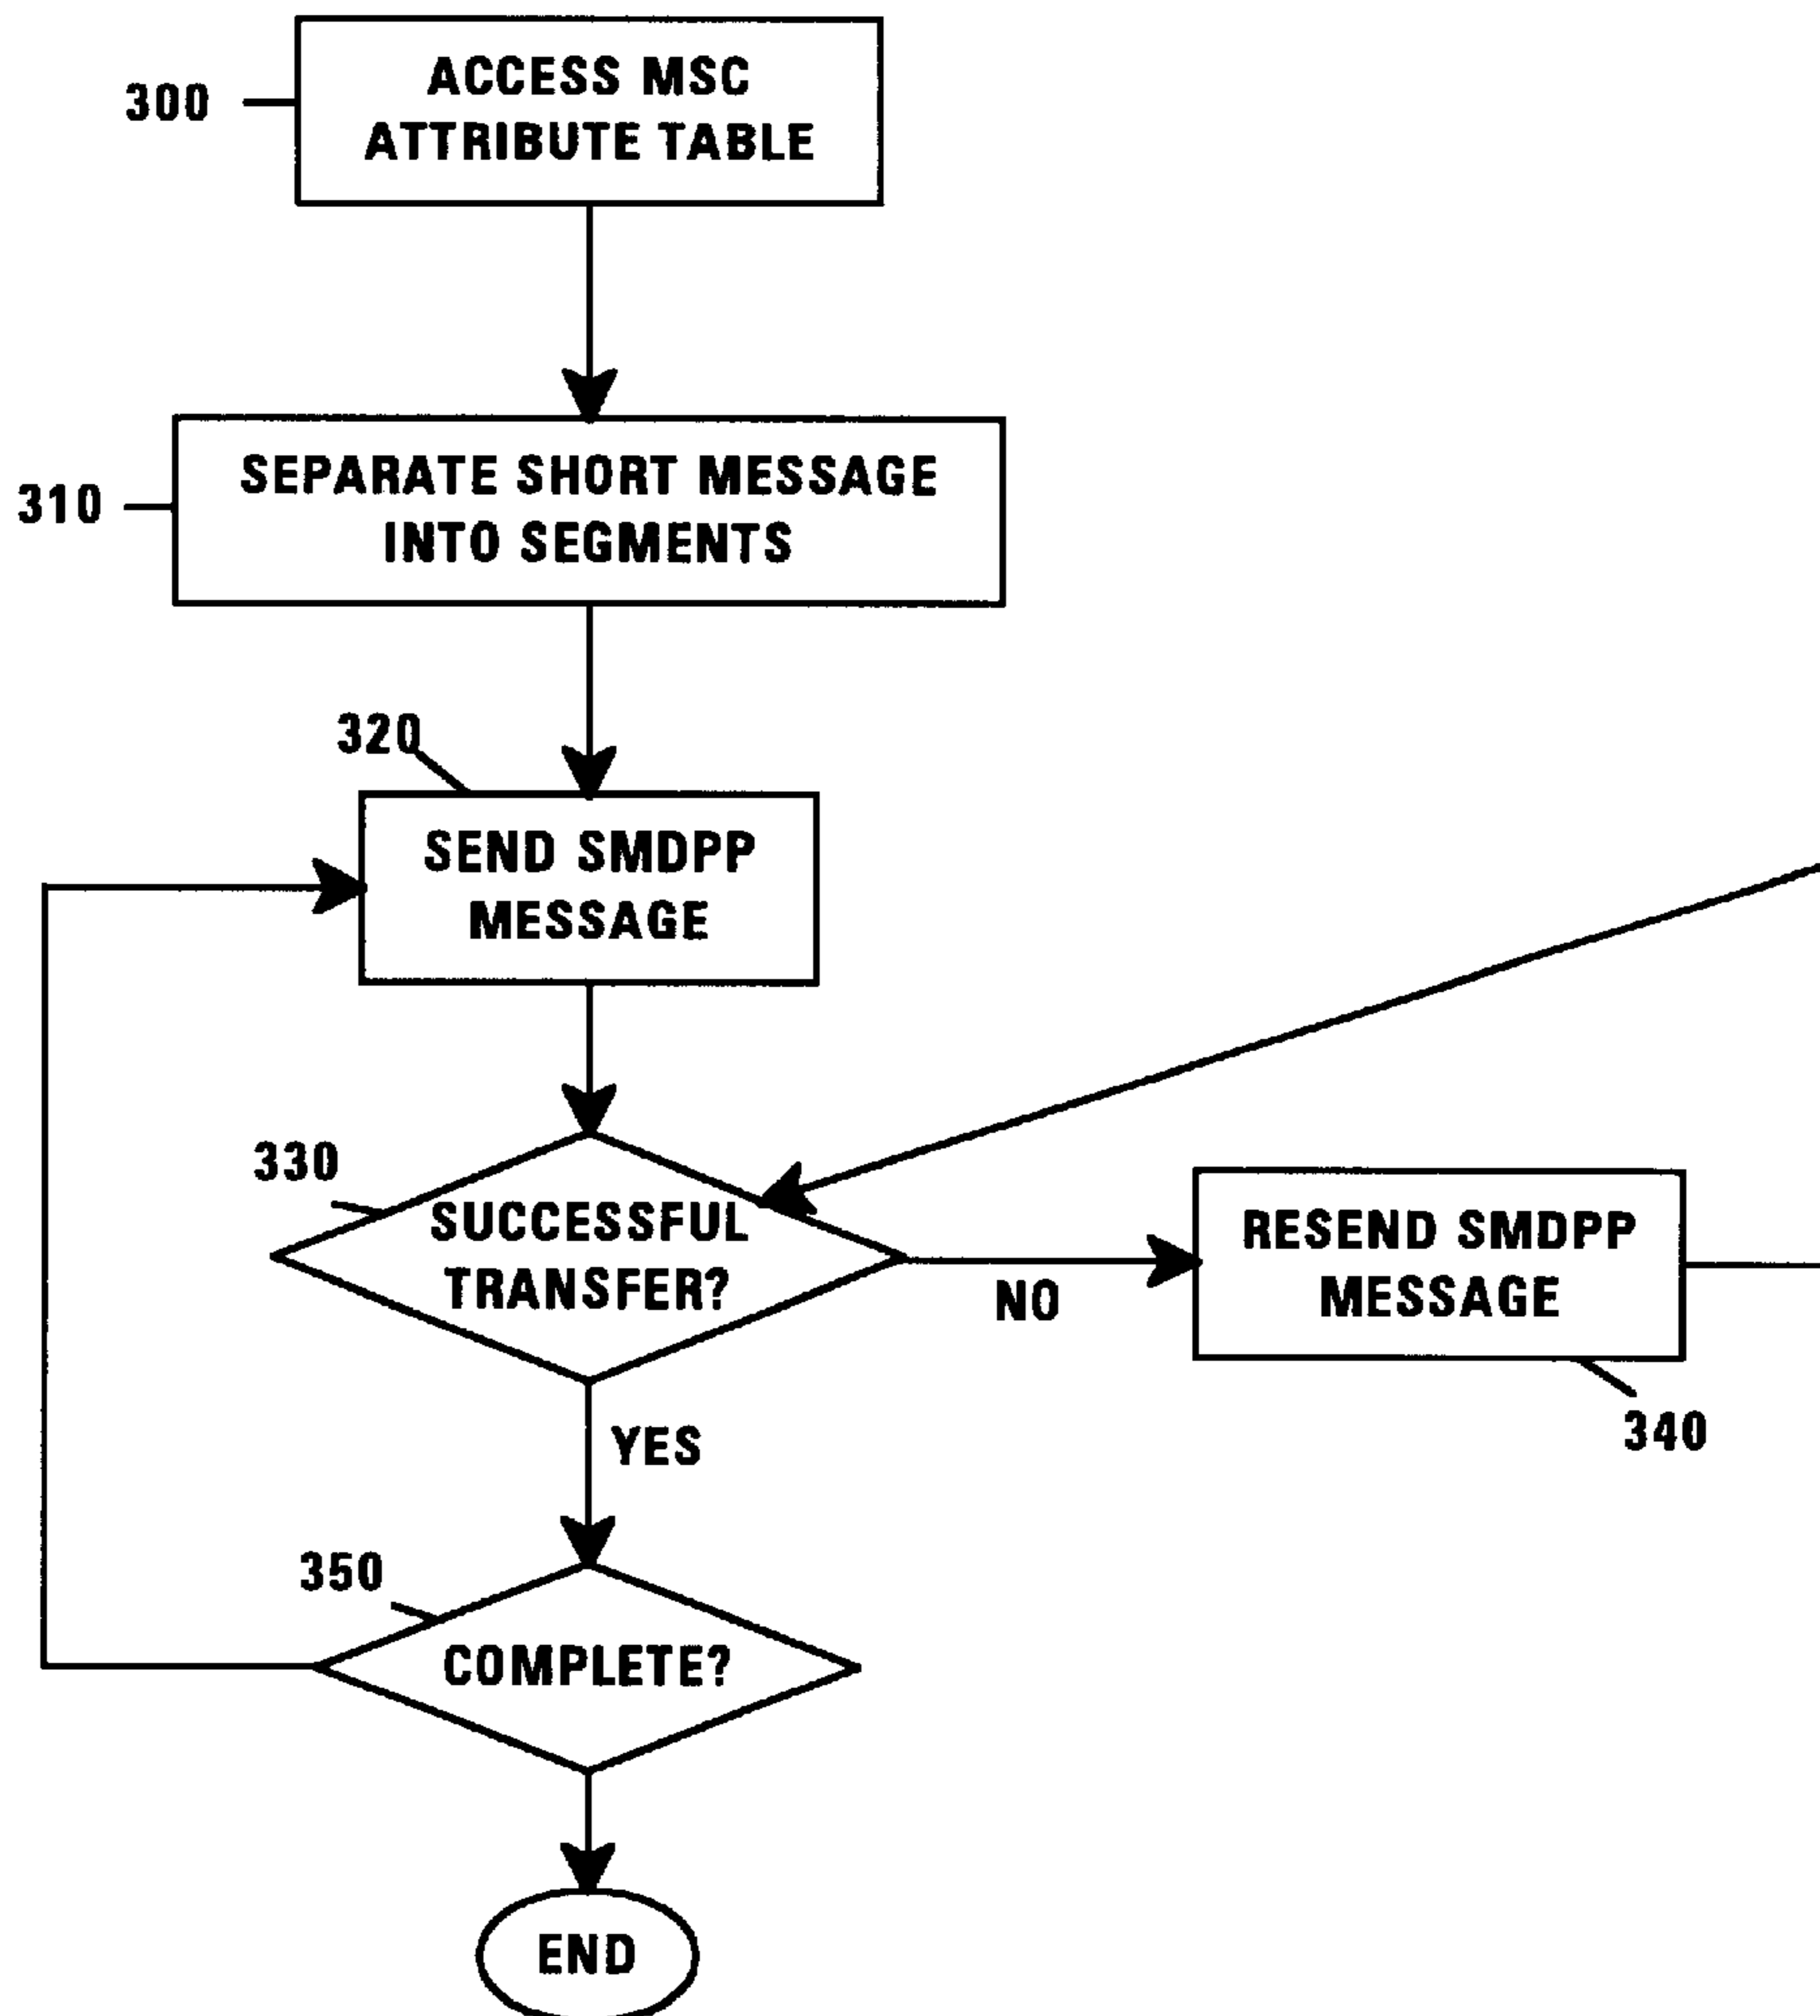 300
ACCESS MSC
ATTRIBUTE TABLE
310
SEPARATE SHORT MESSAGE
INTO SEGMENTS
320
SEND SMDPP
MESSAGE
330
SUCCESSFUL
TRANSFER?
NO
RESEND SMDPP
MESSAGE
340
YES
350
COMPLETE?
END